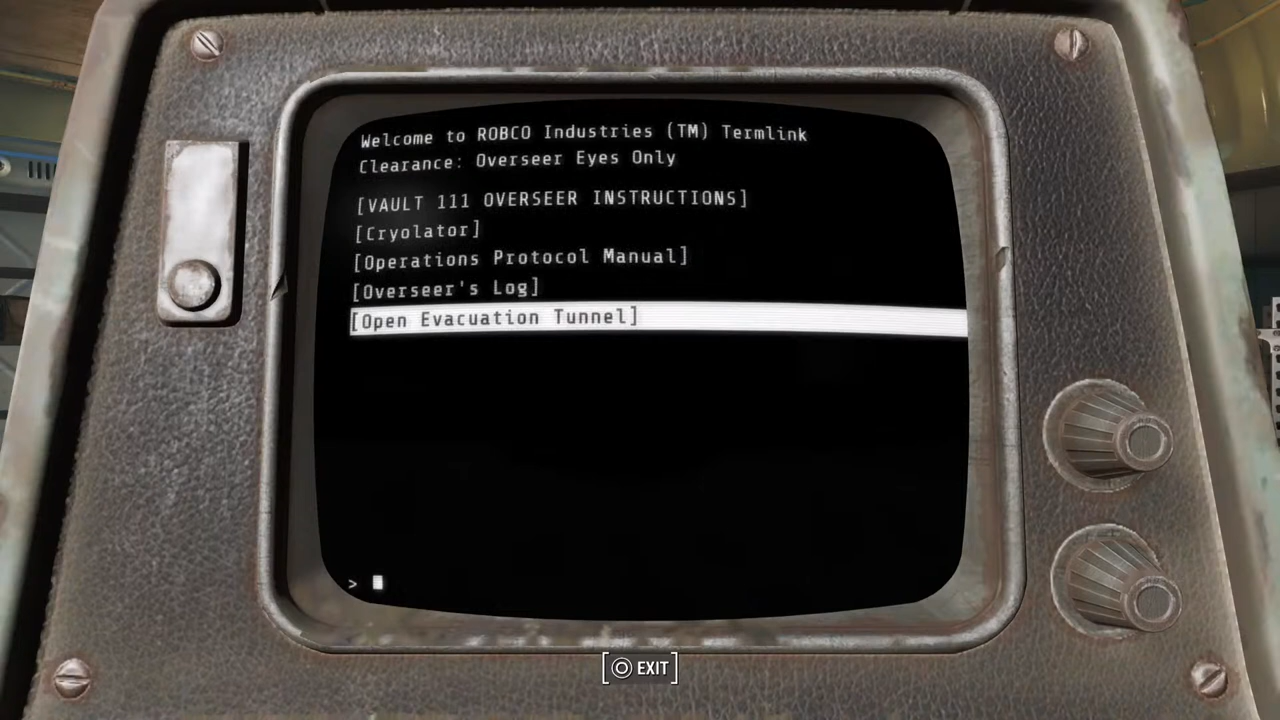 Welcome to ROBCO Industries (TM) Termlink
Clearance: Overseer Eyes Only
[VAULT 111 OVERSEER INSTRUCTIONS]
[Cryolator]
[Operations Protocol Manual]
[Overseer's Log]
[Open Evacuation Tunnel]
>
[EXIT]